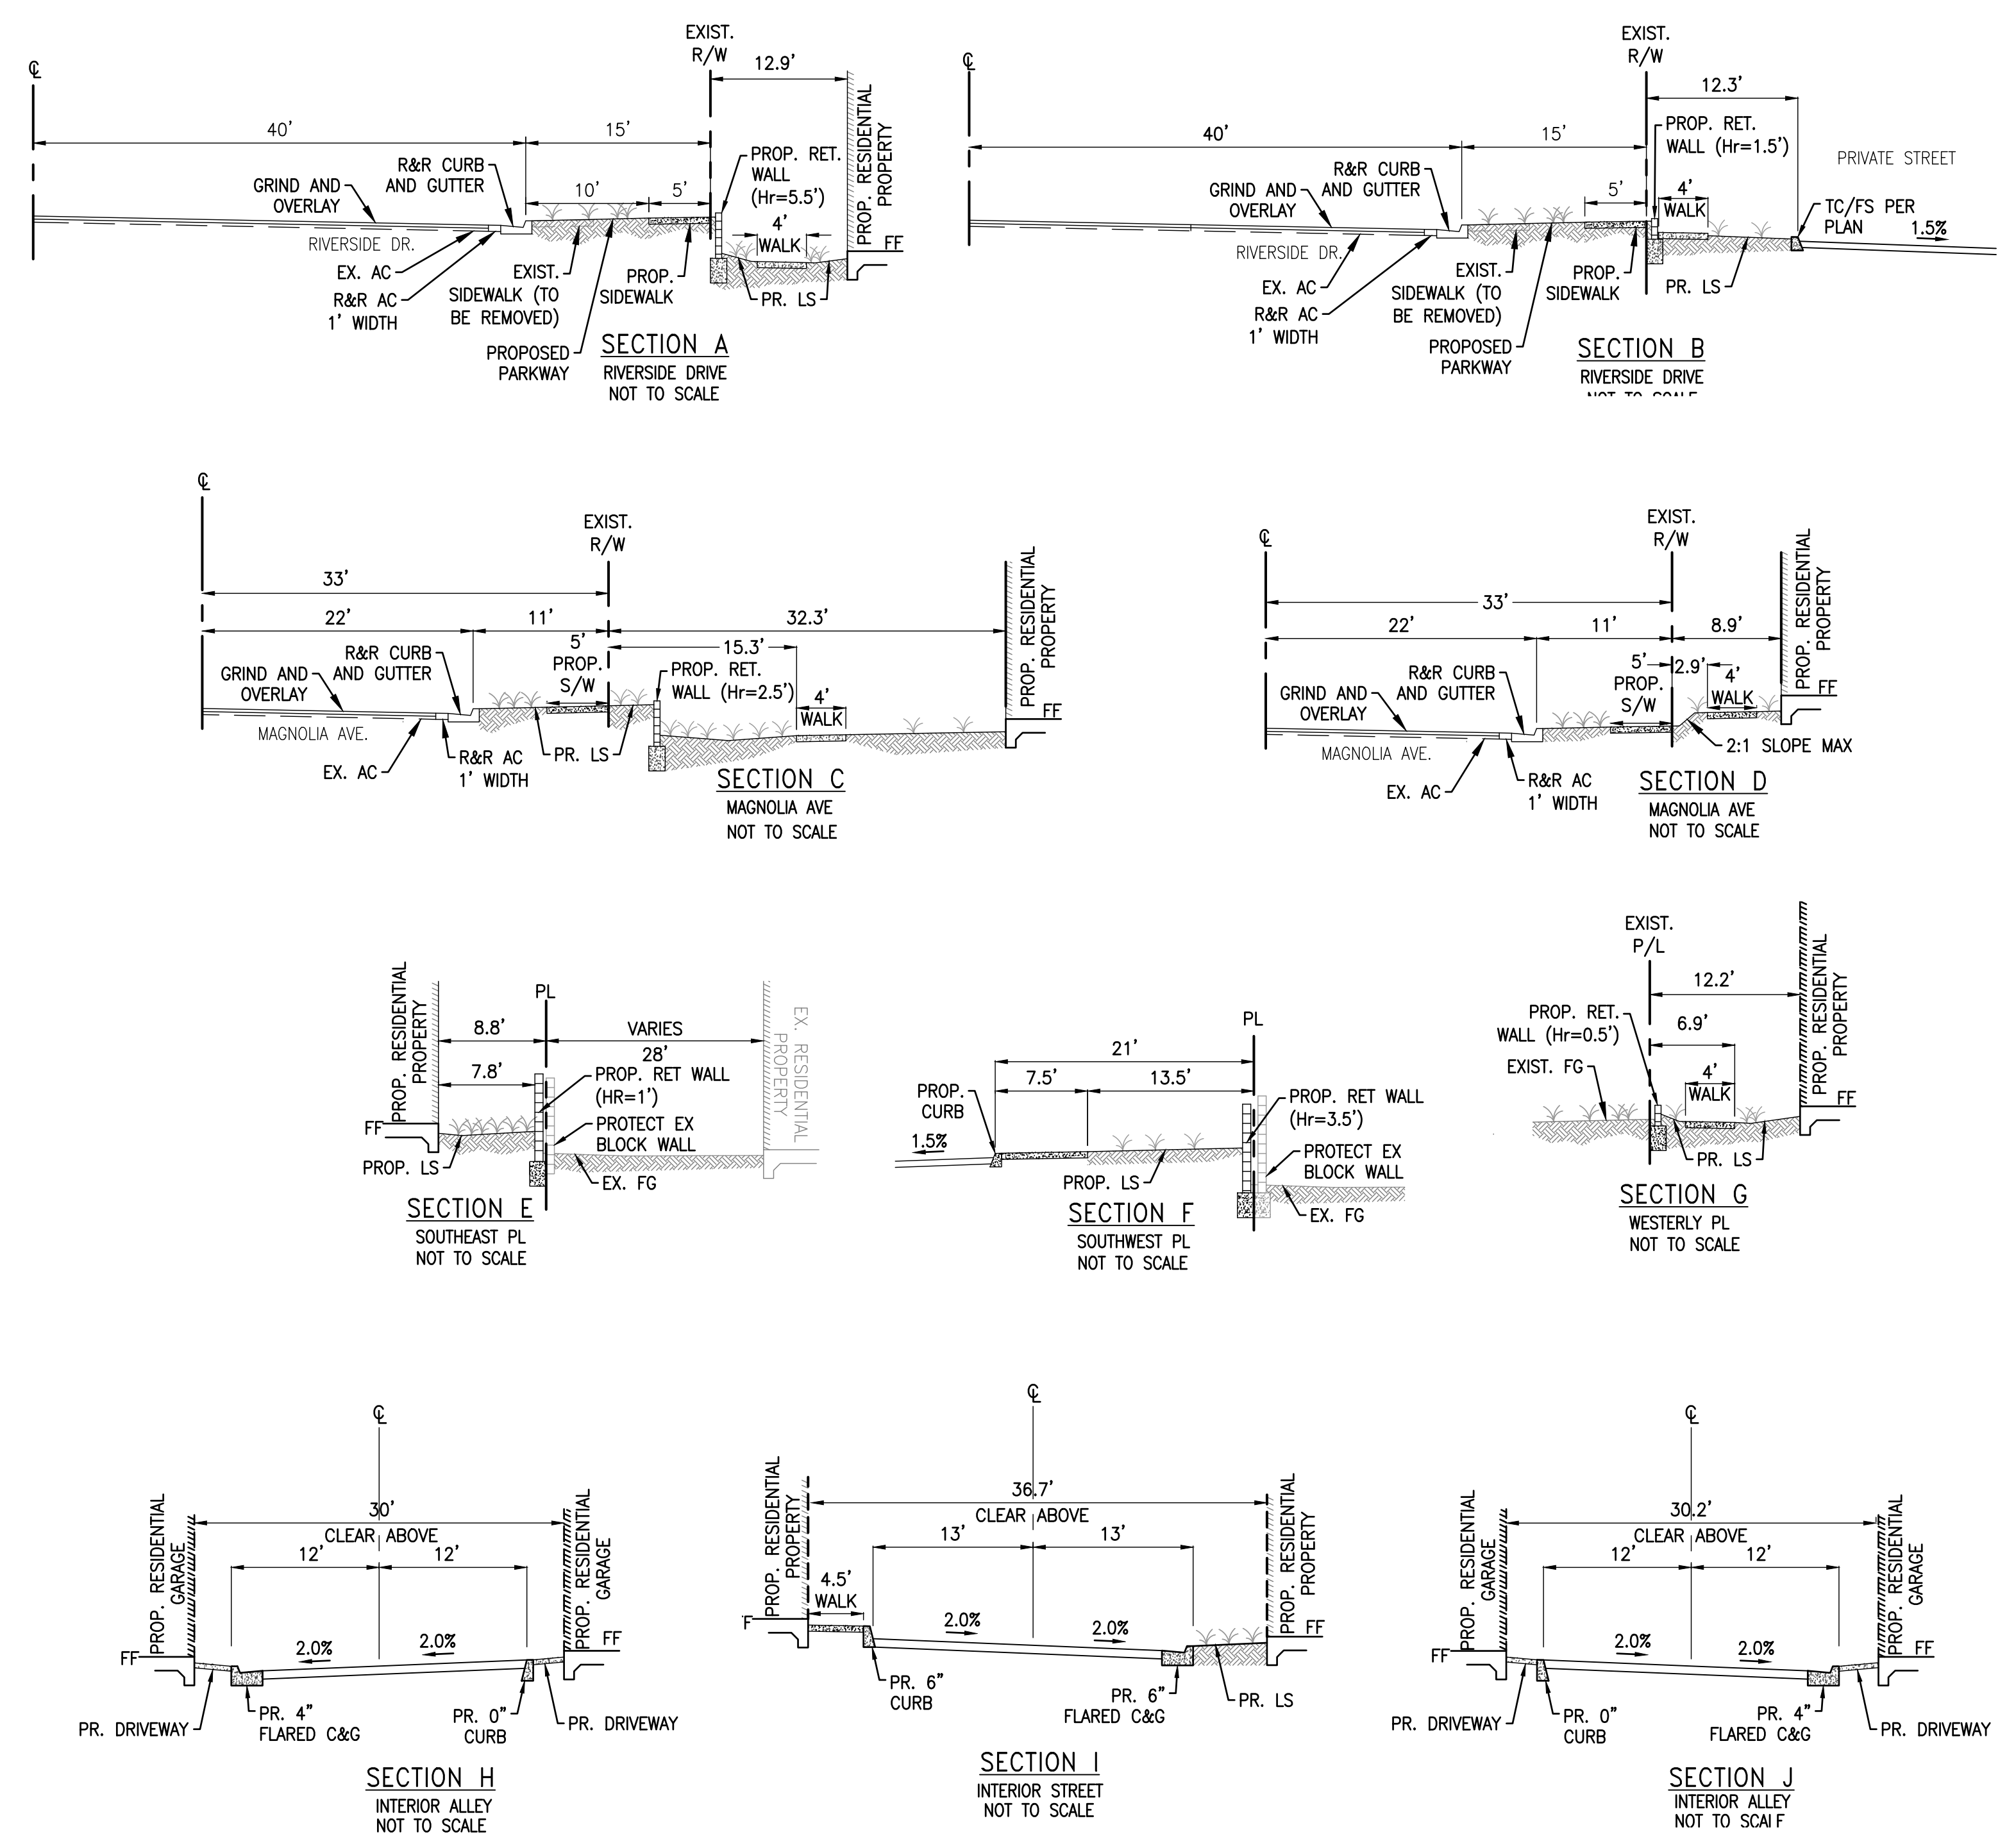 ℄
40'
15'
EXIST.
R/W
12.9'
PROP. RESIDENTIAL
PROPERTY
R&R CURB
AND GUTTER
GRIND AND
OVERLAY
10'
5'
PROP. RET.
WALL
(Hr=5.5')
4'
WALK
FF
RIVERSIDE DR.
EX. AC
R&R AC
1' WIDTH
EXIST.
SIDEWALK (TO
BE REMOVED)
PROP.
SIDEWALK
PR. LS
PROPOSED
PARKWAY
SECTION A
RIVERSIDE DRIVE
NOT TO SCALE
℄
40'
15'
EXIST.
R/W
12.3'
PROP. RET.
WALL (Hr=1.5')
PRIVATE STREET
R&R CURB
AND GUTTER
GRIND AND
OVERLAY
5'
4'
WALK
TC/FS PER
PLAN
1.5%
RIVERSIDE DR.
EX. AC
R&R AC
1' WIDTH
EXIST.
SIDEWALK (TO
BE REMOVED)
PROP.
SIDEWALK
PR. LS
PROPOSED
PARKWAY
SECTION B
RIVERSIDE DRIVE
NOT TO SCALE
℄
EXIST.
R/W
33'
22'
11'
32.3'
15.3'
PROP. RESIDENTIAL
PROPERTY
R&R CURB
AND GUTTER
GRIND AND
OVERLAY
5'
PROP.
S/W
PROP. RET.
WALL (Hr=2.5')
4'
WALK
FF
MAGNOLIA AVE.
EX. AC
R&R AC
1' WIDTH
PR. LS
SECTION C
MAGNOLIA AVE
NOT TO SCALE
℄
EXIST.
R/W
33'
22'
11'
8.9'
PROP. RESIDENTIAL
PROPERTY
R&R CURB
AND GUTTER
GRIND AND
OVERLAY
5'
PROP.
S/W
2.9'
4'
WALK
FF
MAGNOLIA AVE.
EX. AC
R&R AC
1' WIDTH
2:1 SLOPE MAX
SECTION D
MAGNOLIA AVE
NOT TO SCALE
PROP. RESIDENTIAL
PROPERTY
PL
8.8'
VARIES
28'
7.8'
EX. RESIDENTIAL
PROPERTY
PROP. RET WALL
(HR=1')
FF
PROTECT EX
BLOCK WALL
PROP. LS
EX. FG
SECTION E
SOUTHEAST PL
NOT TO SCALE
PL
21'
7.5'
13.5'
PROP.
CURB
PROP. RET WALL
(Hr=3.5')
1.5%
PROTECT EX
BLOCK WALL
PROP. LS
EX. FG
SECTION F
SOUTHWEST PL
NOT TO SCALE
EXIST.
P/L
12.2'
PROP. RESIDENTIAL
PROPERTY
PROP. RET.
WALL (Hr=0.5')
6.9'
EXIST. FG
4'
WALK
FF
PR. LS
SECTION G
WESTERLY PL
NOT TO SCALE
℄
PROP. RESIDENTIAL
GARAGE
30'
CLEAR ABOVE
12'
12'
PROP. RESIDENTIAL
GARAGE
FF
2.0%
2.0%
FF
PR. DRIVEWAY
PR. 4"
FLARED C&G
PR. 0"
CURB
PR. DRIVEWAY
SECTION H
INTERIOR ALLEY
NOT TO SCALE
℄
PROP. RESIDENTIAL
PROPERTY
36.7'
CLEAR ABOVE
13'
13'
PROP. RESIDENTIAL
PROPERTY
4.5'
WALK
2.0%
2.0%
FF
PR. 6"
CURB
PR. 6"
FLARED C&G
PR. LS
SECTION I
INTERIOR STREET
NOT TO SCALE
℄
PROP. RESIDENTIAL
GARAGE
30.2'
CLEAR ABOVE
12'
12'
PROP. RESIDENTIAL
GARAGE
FF
2.0%
2.0%
FF
PR. DRIVEWAY
PR. 0"
CURB
PR. 4"
FLARED C&G
PR. DRIVEWAY
SECTION J
INTERIOR ALLEY
NOT TO SCALE